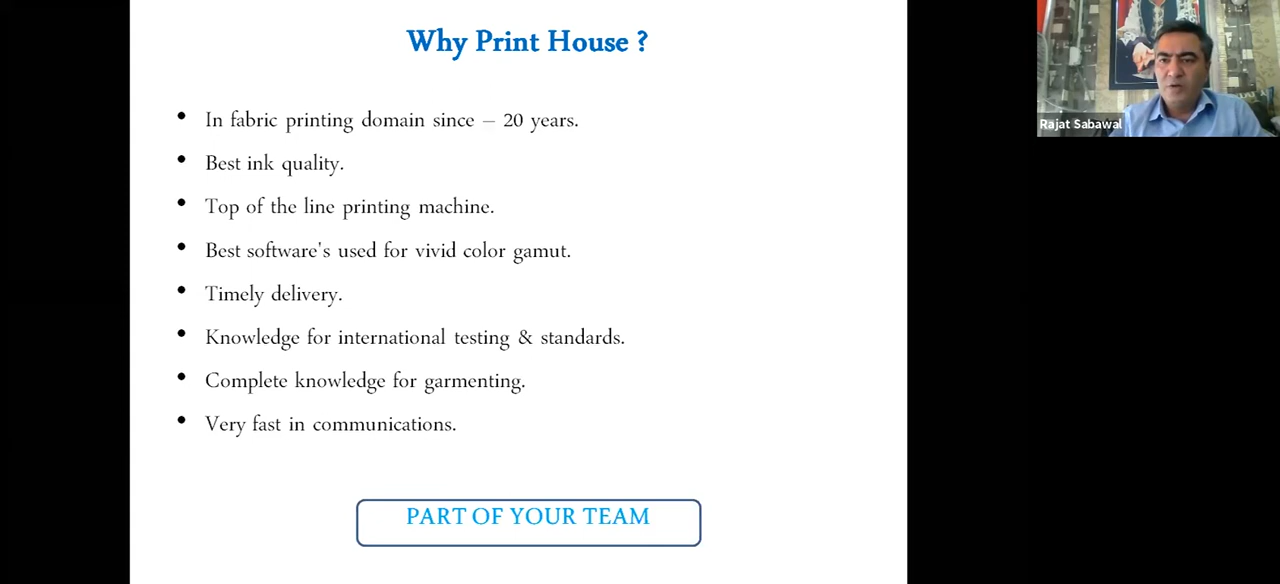 Why Print House ?
• In fabric printing domain since – 20 years.
• Best ink quality.
• Top of the line printing machine.
• Best software's used for vivid color gamut.
• Timely delivery.
• Knowledge for international testing & standards.
• Complete knowledge for garmenting.
• Very fast in communications.
PART OF YOUR TEAM
Rajat Sabawal